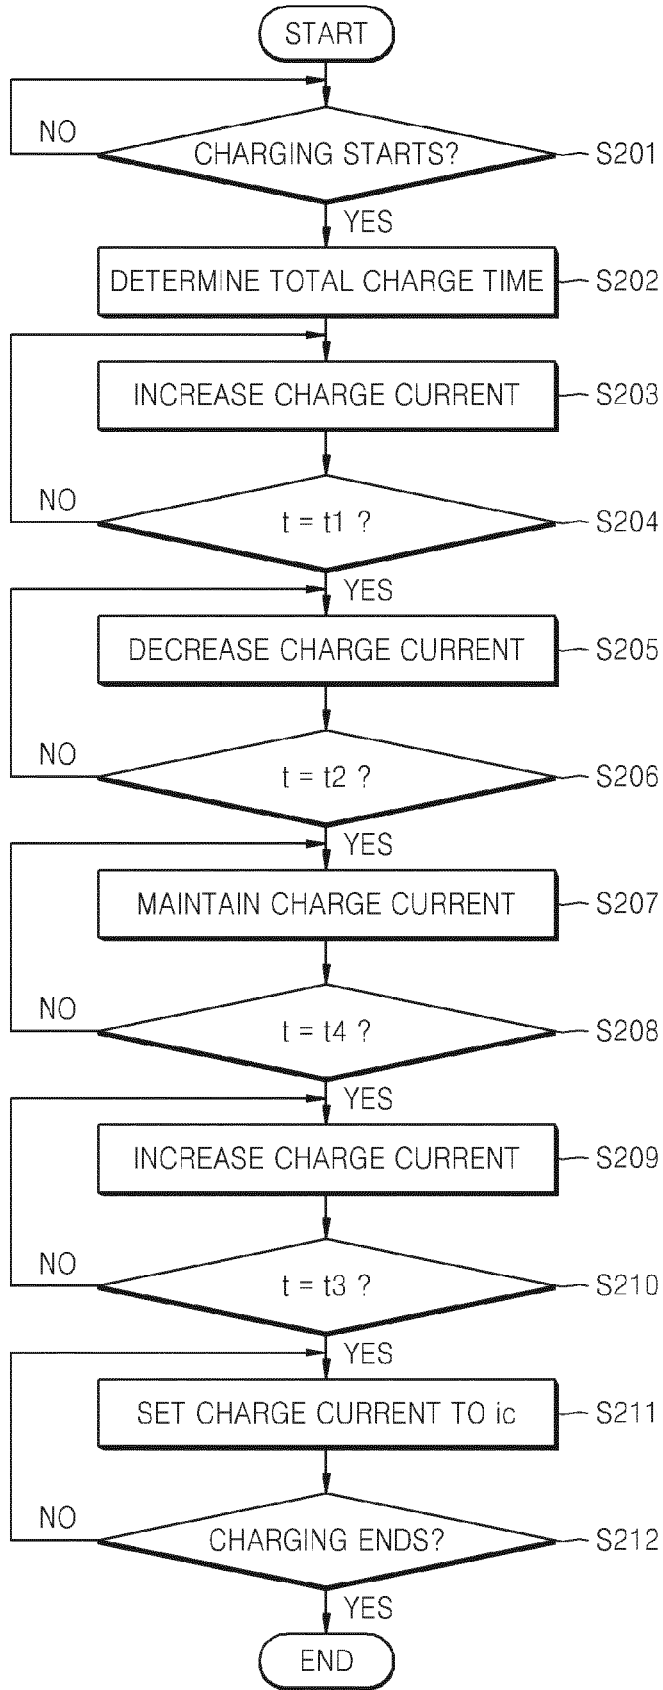 START
NO
CHARGING STARTS?
S201
YES
DETERMINE TOTAL CHARGE TIME
S202
INCREASE CHARGE CURRENT
S203
NO
t = t1 ?
S204
YES
DECREASE CHARGE CURRENT
S205
NO
t = t2 ?
S206
YES
MAINTAIN CHARGE CURRENT
S207
NO
t = t4 ?
S208
YES
INCREASE CHARGE CURRENT
S209
NO
t = t3 ?
S210
YES
SET CHARGE CURRENT TO ic
S211
NO
CHARGING ENDS?
S212
YES
END